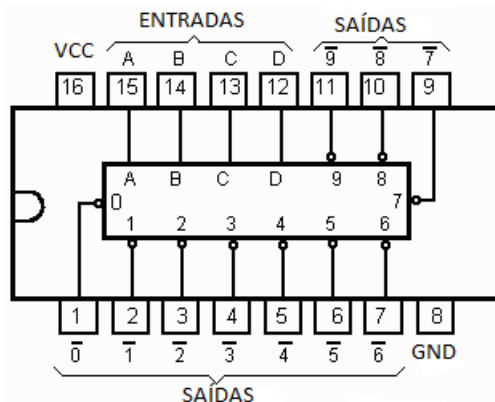 ENTRADAS SAÍDAS
VCC A B C D 9̅ 8̅ 7̅
16 15 14 13 12 11 10 9
A B C D 9 8
0 7
1 2 3 4 5 6
1 2 3 4 5 6 7 8
0̅ 1̅ 2̅ 3̅ 4̅ 5̅ 6̅ GND
SAÍDAS